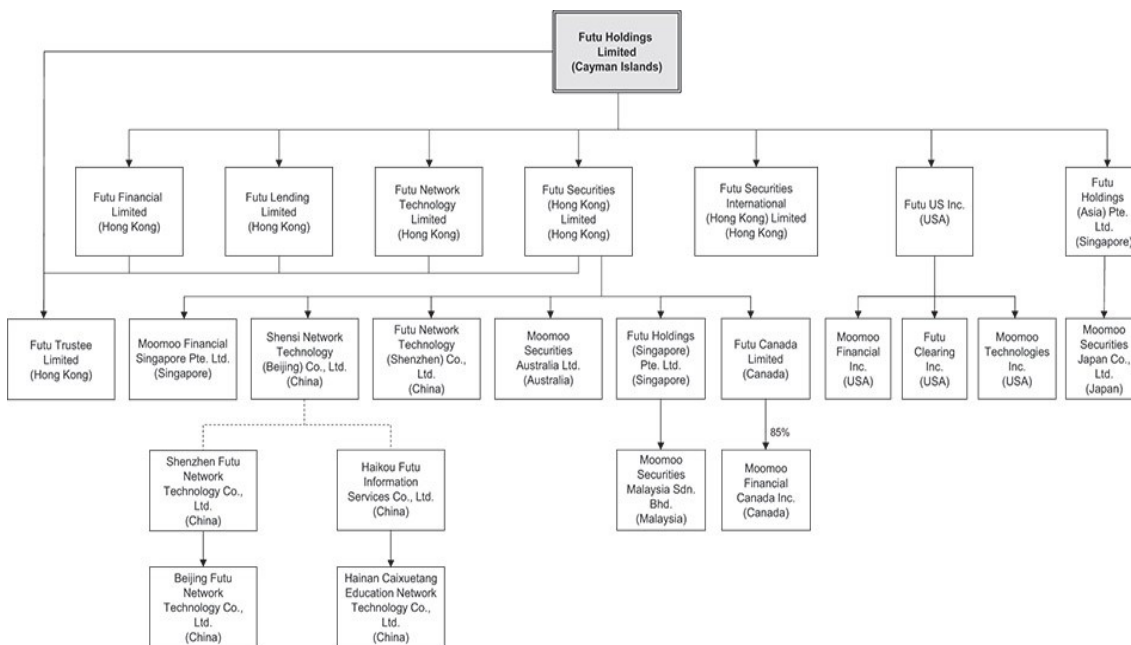 Futu Holdings
Limited
(Cayman Islands)
Futu Financial
Limited
(Hong Kong)
Futu Lending
Limited
(Hong Kong)
Futu Network
Technology
Limited
(Hong Kong)
Futu Securities
(Hong Kong)
Limited
(Hong Kong)
Futu Securities
International
(Hong Kong) Limited
(Hong Kong)
Futu US Inc.
(USA)
Futu
Holdings
(Asia) Pte.
Ltd.
(Singapore)
Futu Trustee
Limited
(Hong Kong)
Moomoo Financial
Singapore Pte. Ltd.
(Singapore)
Shensi Network
Technology
(Beijing) Co., Ltd.
(China)
Futu Network
Technology
(Shenzhen) Co.,
Ltd.
(China)
Moomoo
Securities
Australia Ltd.
(Australia)
Futu Holdings
(Singapore)
Pte. Ltd.
(Singapore)
Futu Canada
Limited
(Canada)
Moomoo
Financial
Inc.
(USA)
Futu
Clearing
Inc.
(USA)
Moomoo
Technologies
Inc.
(USA)
Moomoo
Securities
Japan Co.,
Ltd.
(Japan)
85%
Shenzhen Futu
Network
Technology Co.,
Ltd.
(China)
Haikou Futu
Information
Services Co., Ltd.
(China)
Moomoo
Securities
Malaysia Sdn.
Bhd.
(Malaysia)
Moomoo
Financial
Canada Inc.
(Canada)
Beijing Futu
Network
Technology Co.,
Ltd.
(China)
Hainan Caixuetang
Education Network
Technology Co.,
Ltd.
(China)